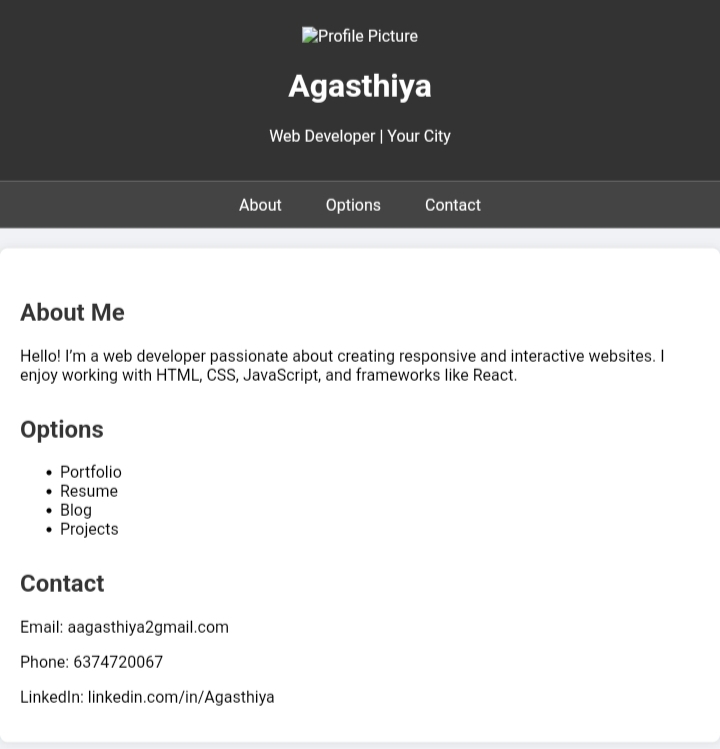 Profile Picture
Agasthiya
Web Developer | Your City
About Options Contact
About Me
Hello! I’m a web developer passionate about creating responsive and interactive websites. I
enjoy working with HTML, CSS, JavaScript, and frameworks like React.
Options
• Portfolio
• Resume
• Blog
• Projects
Contact
Email: aagasthiya2gmail.com
Phone: 6374720067
LinkedIn: linkedin.com/in/Agasthiya